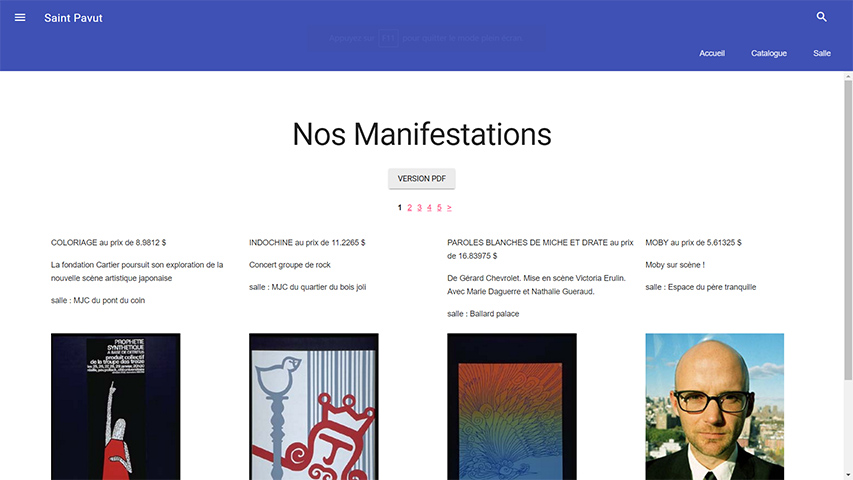 Saint Pavut
Appuyez sur pour quitter le mode plein écran
Accueil Catalogue Salle
Nos Manifestations
VERSION PDF
1 2 3 4 5 >
COLORIAGE au prix de 8.9812 $
La fondation Cartier poursuit son exploration de la
nouvelle scène artistique japonaise
salle : MJC du pont du coin
INDOCHINE au prix de 11.2265 $
Concert groupe de rock
salle : MJC du quartier du bois joli
PAROLES BLANCHES DE MICHE ET DRATE au prix
de 16.83975 $
De Gérard Chevrolet. Mise en scène Victoria Erulin.
Avec Marie Daguerre et Nathalie Gueraud.
salle : Ballard palace
MOBY au prix de 5.61325 $
Moby sur scène !
salle : Espace du père tranquille
PROPHETIE
SYNTHETIQUE
produit collectif
de la troupe des treize